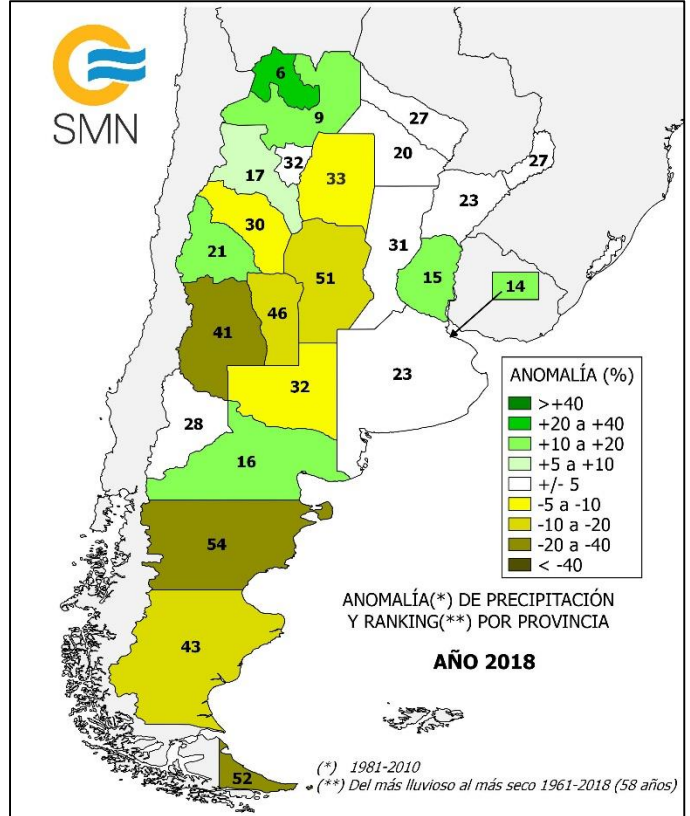 SMN
6
9
27
20
27
32
17
33
23
30
31
21
51
15
14
46
41
32
23
28
16
54
43
52
ANOMALÍA (%)
>+40
+20 a +40
+10 a +20
+5 a +10
+/- 5
-5 a -10
-10 a -20
-20 a -40
< -40
ANOMALÍA(*) DE PRECIPITACIÓN
Y RANKING(**) POR PROVINCIA
AÑO 2018
(*) 1981-2010
(**) Del más lluvioso al más seco 1961-2018 (58 años)